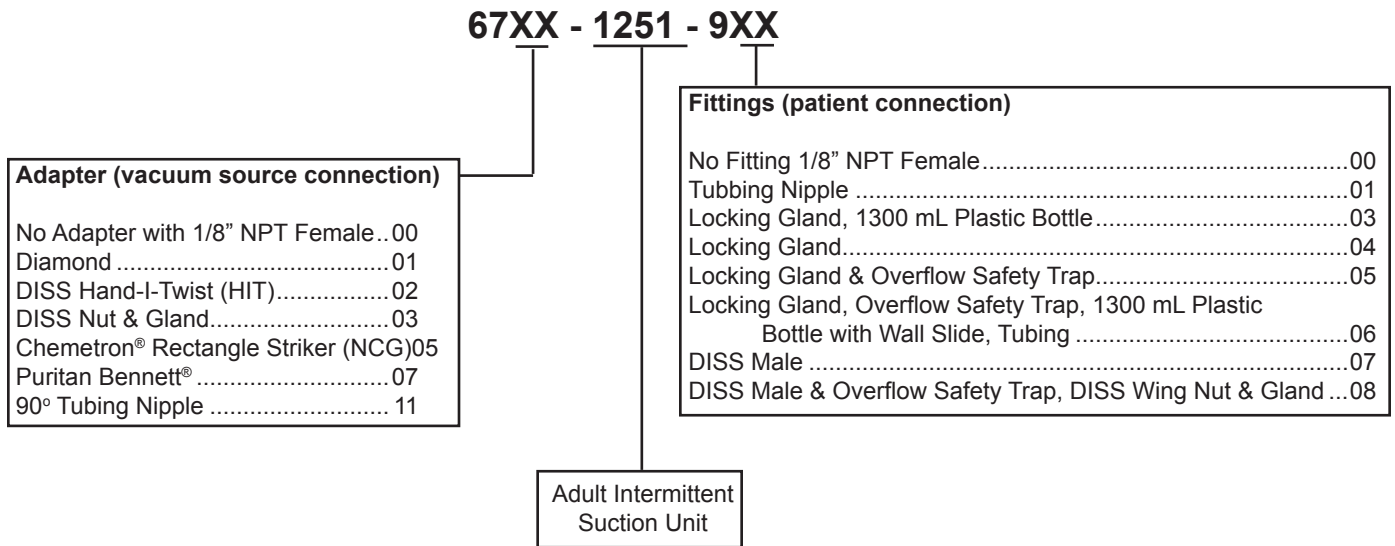 67XX - 1251 - 9XX
Adapter (vacuum source connection)
No Adapter with 1/8” NPT Female..00
Diamond .......................................01
DISS Hand-I-Twist (HIT)................02
DISS Nut & Gland..........................03
Chemetron® Rectangle Striker (NCG)05
Puritan Bennett® ............................07
90º Tubing Nipple .......................... 11
Fittings (patient connection)
No Fitting 1/8” NPT Female.....................................................00
Tubbing Nipple ........................................................................01
Locking Gland, 1300 mL Plastic Bottle.....................................03
Locking Gland..........................................................................04
Locking Gland & Overflow Safety Trap.....................................05
Locking Gland, Overflow Safety Trap, 1300 mL Plastic
Bottle with Wall Slide, Tubing ........................................06
DISS Male ...............................................................................07
DISS Male & Overflow Safety Trap, DISS Wing Nut & Gland ...08
Adult Intermittent
Suction Unit